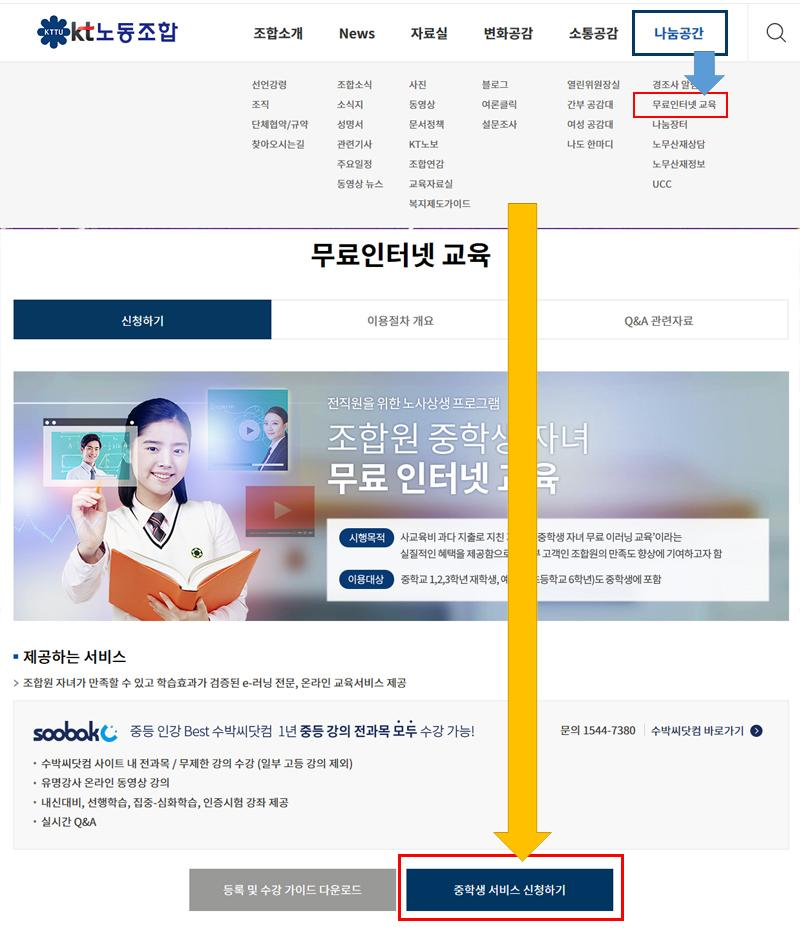 KTTU kt노동조합
조합소개 News 자료실 변화공감 소통공감 나눔공간
선언강령 조합소식 사진 블로그 열린위원장실 경조사
조직 소식지 동영상 여론클릭 간부 공감대 무료인터넷 교육
단체협약/규약 성명서 문서정책 설문조사 여성 공감대 나눔장터
찾아오시는길 관련기사 KT노보 나도 한마디 노무산재상담
주요일정 조합연감 노무산재정보
동영상 뉴스 교육자료실 UCC
복지제도가이드
무료인터넷 교육
신청하기 이용절차 개요 Q&A 관련자료
전직원을 위한 노사상생 프로그램
조합원 중학생 자녀
무료 인터넷 교육
시행목적 사교육비 과다 지출로 지친 중학생 자녀 무료 이러닝 교육'이라는
실질적인 혜택을 제공함으로 고객인 조합원의 만족도 향상에 기여하고자 함
이용대상 중학교 1,2,3학년 재학생, 초등학교 6학년)도 중학생에 포함
제공하는 서비스
> 조합원 자녀가 만족할 수 있고 학습효과가 검증된 e-러닝 전문, 온라인 교육서비스 제공
soobakc 중등 인강 Best 수박씨닷컴 1년 중등 강의 전과목 모두 수강 가능! 문의 1544-7380 수박씨닷컴 바로가기
· 수박씨닷컴 사이트 내 전과목 / 무제한 강의 수강 (일부 고등 강의 제외)
· 유명강사 온라인 동영상 강의
· 내신대비, 선행학습, 집중·심화학습, 인증시험 강좌 제공
· 실시간 Q&A
등록 및 수강 가이드 다운로드 중학생 서비스 신청하기